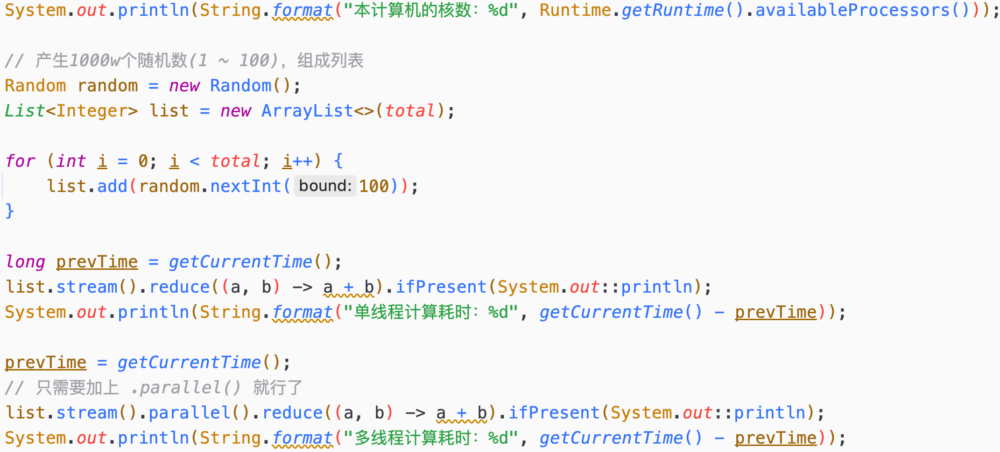 System.out.println(String.format("本计算机的核数：%d", Runtime.getRuntime().availableProcessors()));
// 产生1000w个随机数(1 ~ 100)，组成列表
Random random = new Random();
List<Integer> list = new ArrayList<>(total);
for (int i = 0; i < total; i++) {
    list.add(random.nextInt( bound: 100));
}
long prevTime = getCurrentTime();
list.stream().reduce((a, b) -> a + b).ifPresent(System.out::println);
System.out.println(String.format("单线程计算耗时：%d", getCurrentTime() - prevTime));
prevTime = getCurrentTime();
// 只需要加上 .parallel() 就行了
list.stream().parallel().reduce((a, b) -> a + b).ifPresent(System.out::println);
System.out.println(String.format("多线程计算耗时：%d", getCurrentTime() - prevTime));